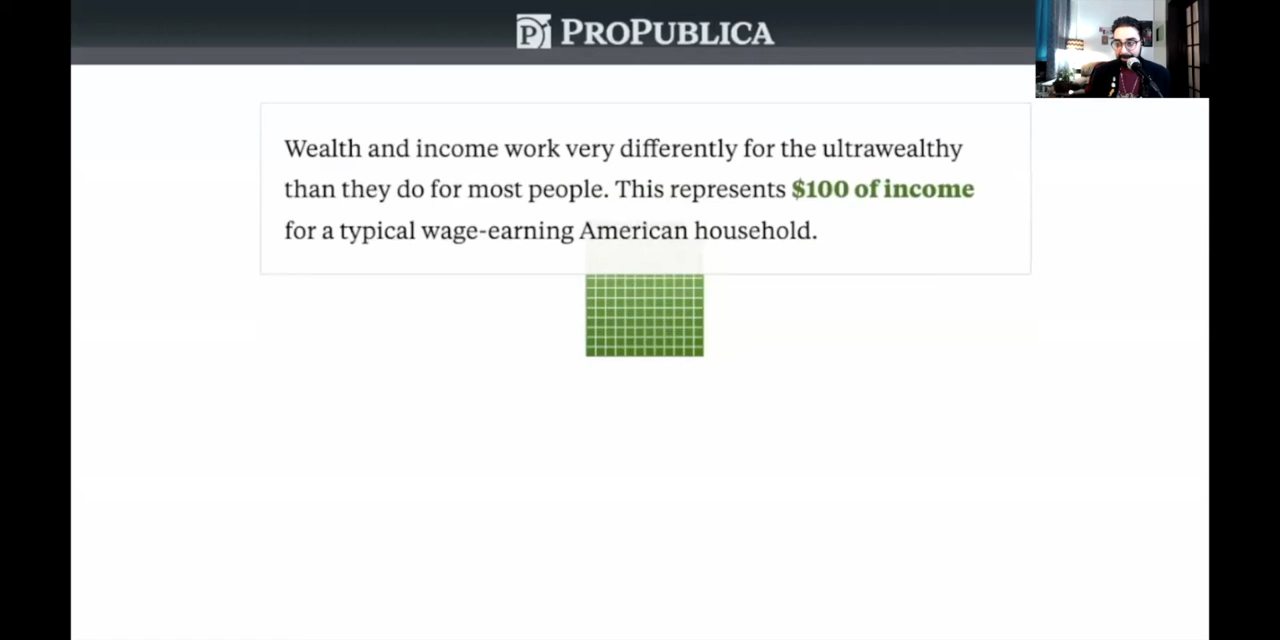 PROPUBLICA
Wealth and income work very differently for the ultrawealthy
than they do for most people. This represents $100 of income
for a typical wage-earning American household.